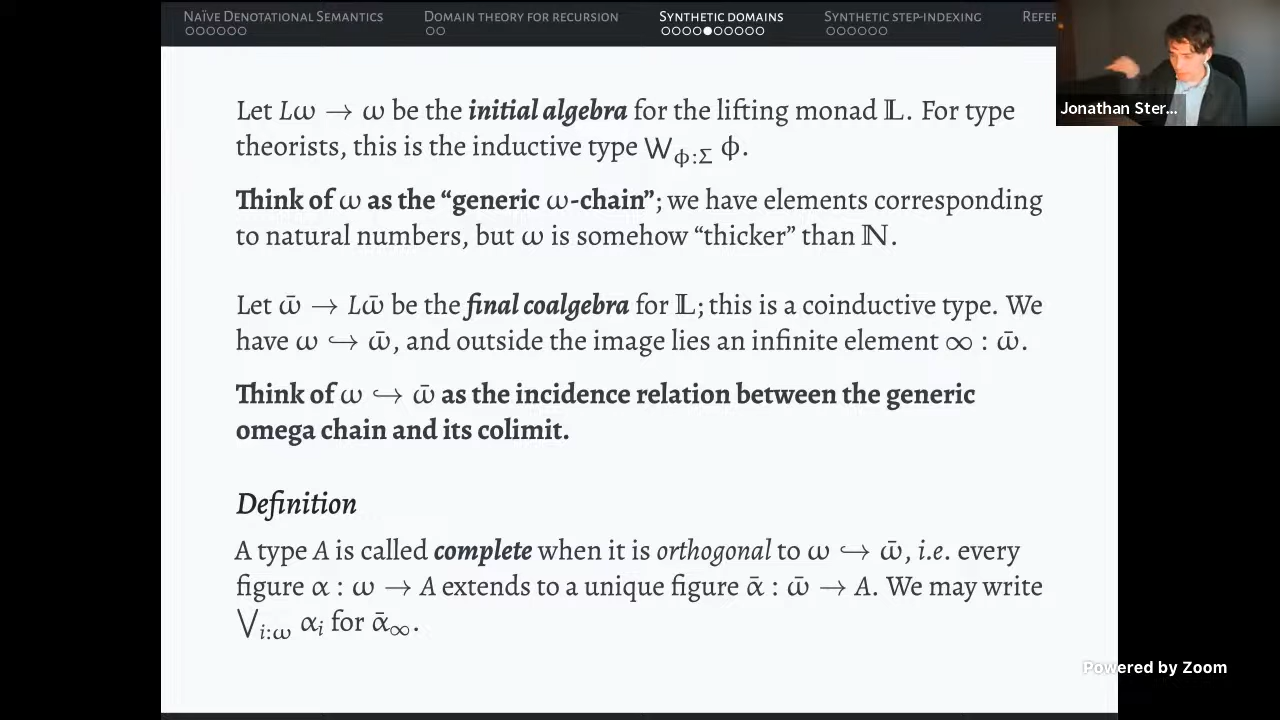 Naïve Denotational Semantics Domain theory for recursion Synthetic domains Synthetic step-indexing Refer
Let Lω → ω be the initial algebra for the lifting monad 𝕃. For type
theorists, this is the inductive type W_{ϕ:Σ} ϕ.
Think of ω as the “generic ω-chain”; we have elements corresponding
to natural numbers, but ω is somehow “thicker” than ℕ.
Let ω̄ → Lω̄ be the final coalgebra for 𝕃; this is a coinductive type. We
have ω ↪ ω̄, and outside the image lies an infinite element ∞ : ω̄.
Think of ω ↪ ω̄ as the incidence relation between the generic
omega chain and its colimit.
Definition
A type A is called complete when it is orthogonal to ω ↪ ω̄, i.e. every
figure α : ω → A extends to a unique figure ᾱ : ω̄ → A. We may write
⋁_{i:ω} α_i for ᾱ_∞.
Jonathan Ster...
Powered by Zoom